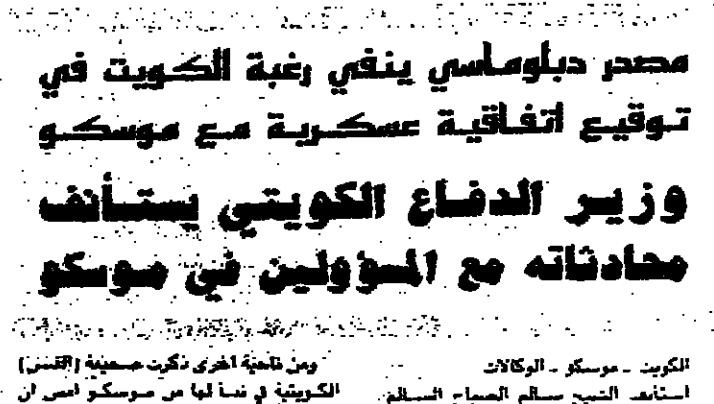 مصدر دبلوماسي ينفي رغبة الكويت في
توقيع اتفاقية عسكرية مع موسكو
وزير الدفاع الكويتي يستأنف
محادثاته مع المسؤولين في موسكو
الكويت - موسكو - الوكالات
استأنف الشيخ سالم الصباح السالم
ومن ناحية اخرى ذكرت صحيفة (القبس)
الكويتية في نبأ لها من موسكو امس ان